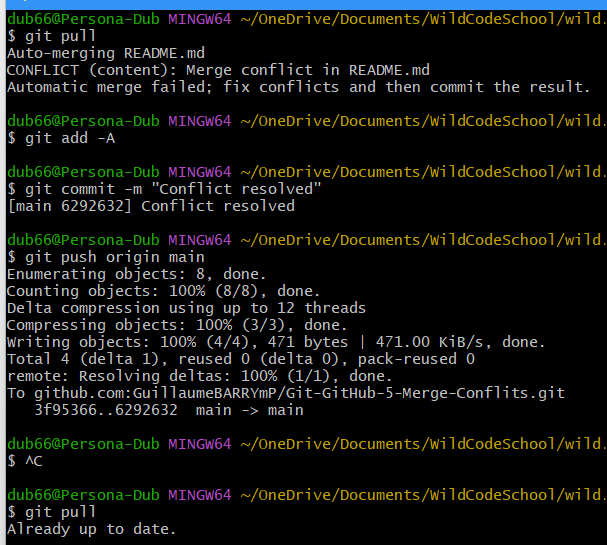 dub66@Persona-Dub MINGW64 ~/OneDrive/Documents/WildCodeSchool/wild.
$ git pull
Auto-merging README.md
CONFLICT (content): Merge conflict in README.md
Automatic merge failed; fix conflicts and then commit the result.
dub66@Persona-Dub MINGW64 ~/OneDrive/Documents/WildCodeSchool/wild.
$ git add -A
dub66@Persona-Dub MINGW64 ~/OneDrive/Documents/WildCodeSchool/wild.
$ git commit -m "Conflict resolved"
[main 6292632] Conflict resolved
dub66@Persona-Dub MINGW64 ~/OneDrive/Documents/WildCodeSchool/wild.
$ git push origin main
Enumerating objects: 8, done.
Counting objects: 100% (8/8), done.
Delta compression using up to 12 threads
Compressing objects: 100% (3/3), done.
Writing objects: 100% (4/4), 471 bytes | 471.00 KiB/s, done.
Total 4 (delta 1), reused 0 (delta 0), pack-reused 0
remote: Resolving deltas: 100% (1/1), done.
To github.com:GuillaumeBARRYmP/Git-GitHub-5-Merge-Conflits.git
   3f95366..6292632  main -> main
dub66@Persona-Dub MINGW64 ~/OneDrive/Documents/WildCodeSchool/wild.
$ ^C
dub66@Persona-Dub MINGW64 ~/OneDrive/Documents/WildCodeSchool/wild.
$ git pull
Already up to date.